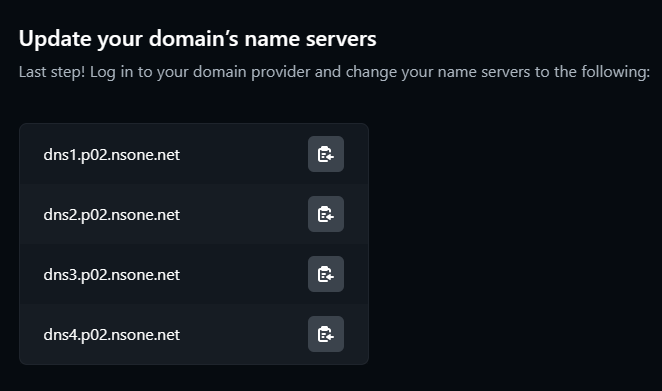 Update your domain’s name servers
Last step! Log in to your domain provider and change your name servers to the following:
dns1.p02.nsone.net
dns2.p02.nsone.net
dns3.p02.nsone.net
dns4.p02.nsone.net